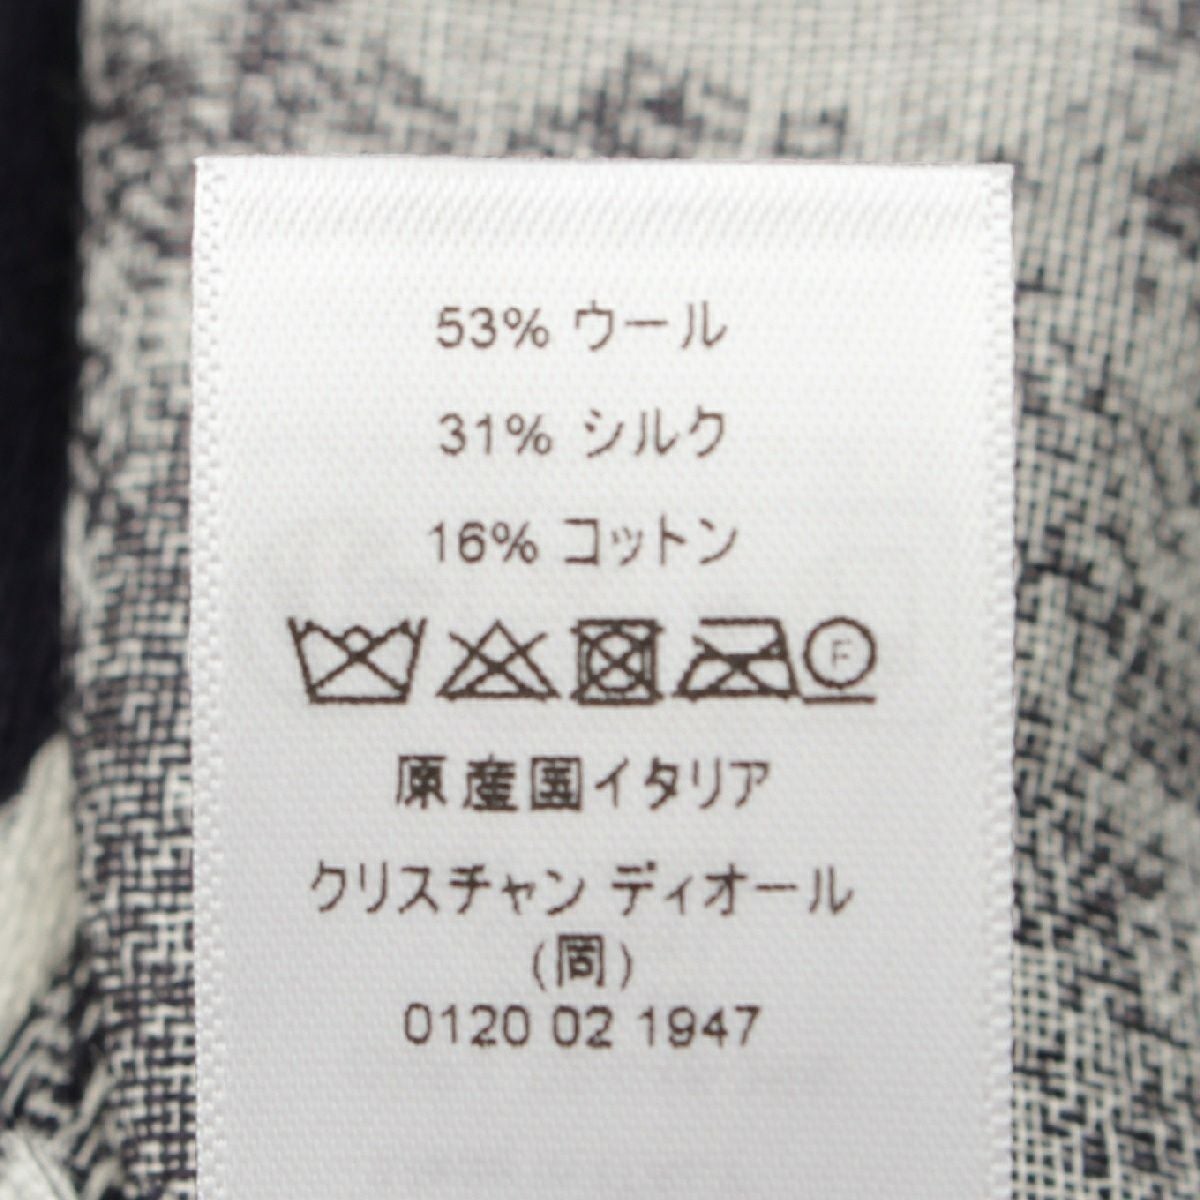 53% ウール
31% シルク
16% コットン
F
原産国イタリア
クリスチャン ディオール
(同)
0120 02 1947